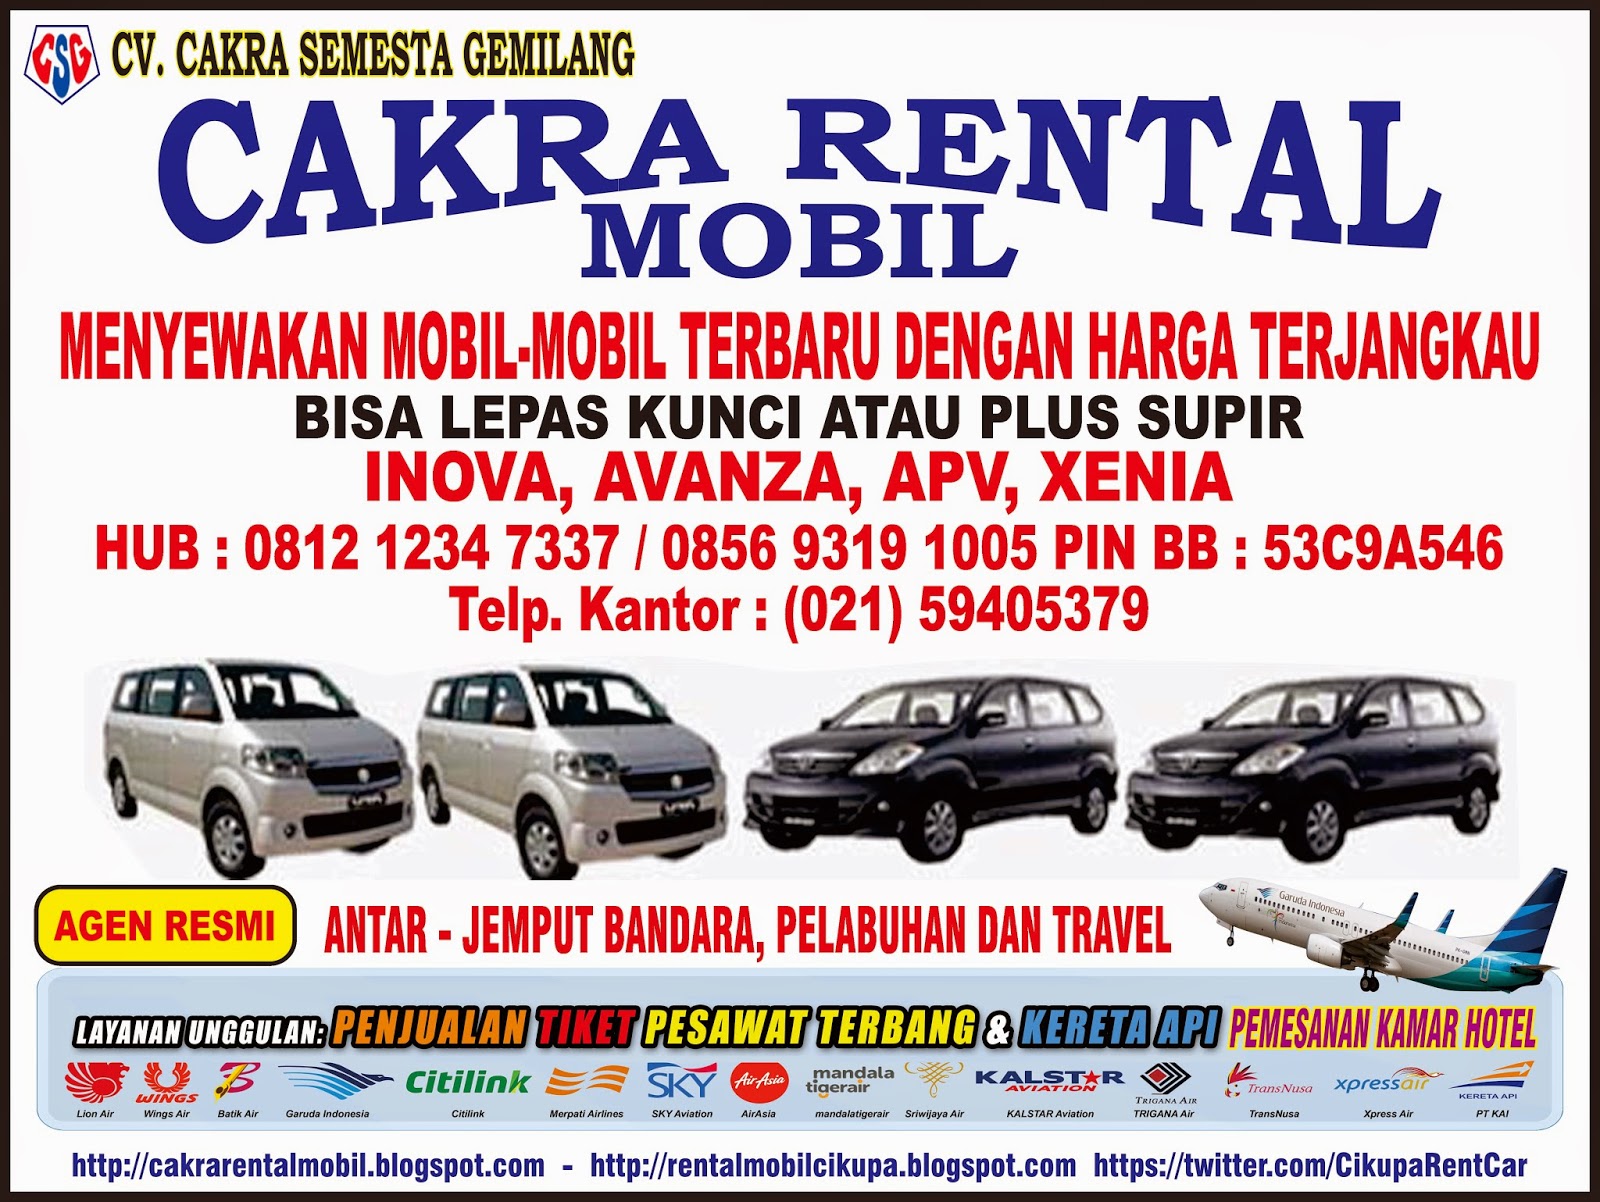 CSG CV. CAKRA SEMESTA GEMILANG
CAKRA RENTAL
MOBIL
MENYEWAKAN MOBIL-MOBIL TERBARU DENGAN HARGA TERJANGKAU
BISA LEPAS KUNCI ATAU PLUS SUPIR
INOVA, AVANZA, APV, XENIA
HUB : 0812 1234 7337 / 0856 9319 1005 PIN BB : 53C9A546
Telp. Kantor : (021) 59405379
AGEN RESMI
ANTAR - JEMPUT BANDARA, PELABUHAN DAN TRAVEL
Garuda Indonesia
LAYANAN UNGGULAN: PENJUALAN TIKET PESAWAT TERBANG & KERETA API PEMESANAN KAMAR HOTEL
WINGS
B
Citilink
SKY
AVIATION
AirAsia
mandala
tigerair
KALSTAR
AVIATION
TRIGANA AIR
TransNusa
xpressair
KERETA API
Lion Air Wings Air Batik Air Garuda Indonesia Citilink Merpati Airlines SKY Aviation AirAsia mandalatigerair Sriwijaya Air KALSTAR Aviation TRIGANA Air TransNusa Xpress Air PT KAI
http://cakrarentalmobil.blogspot.com - http://rentalmobilcikupa.blogspot.com https://twitter.com/CikupaRentCar